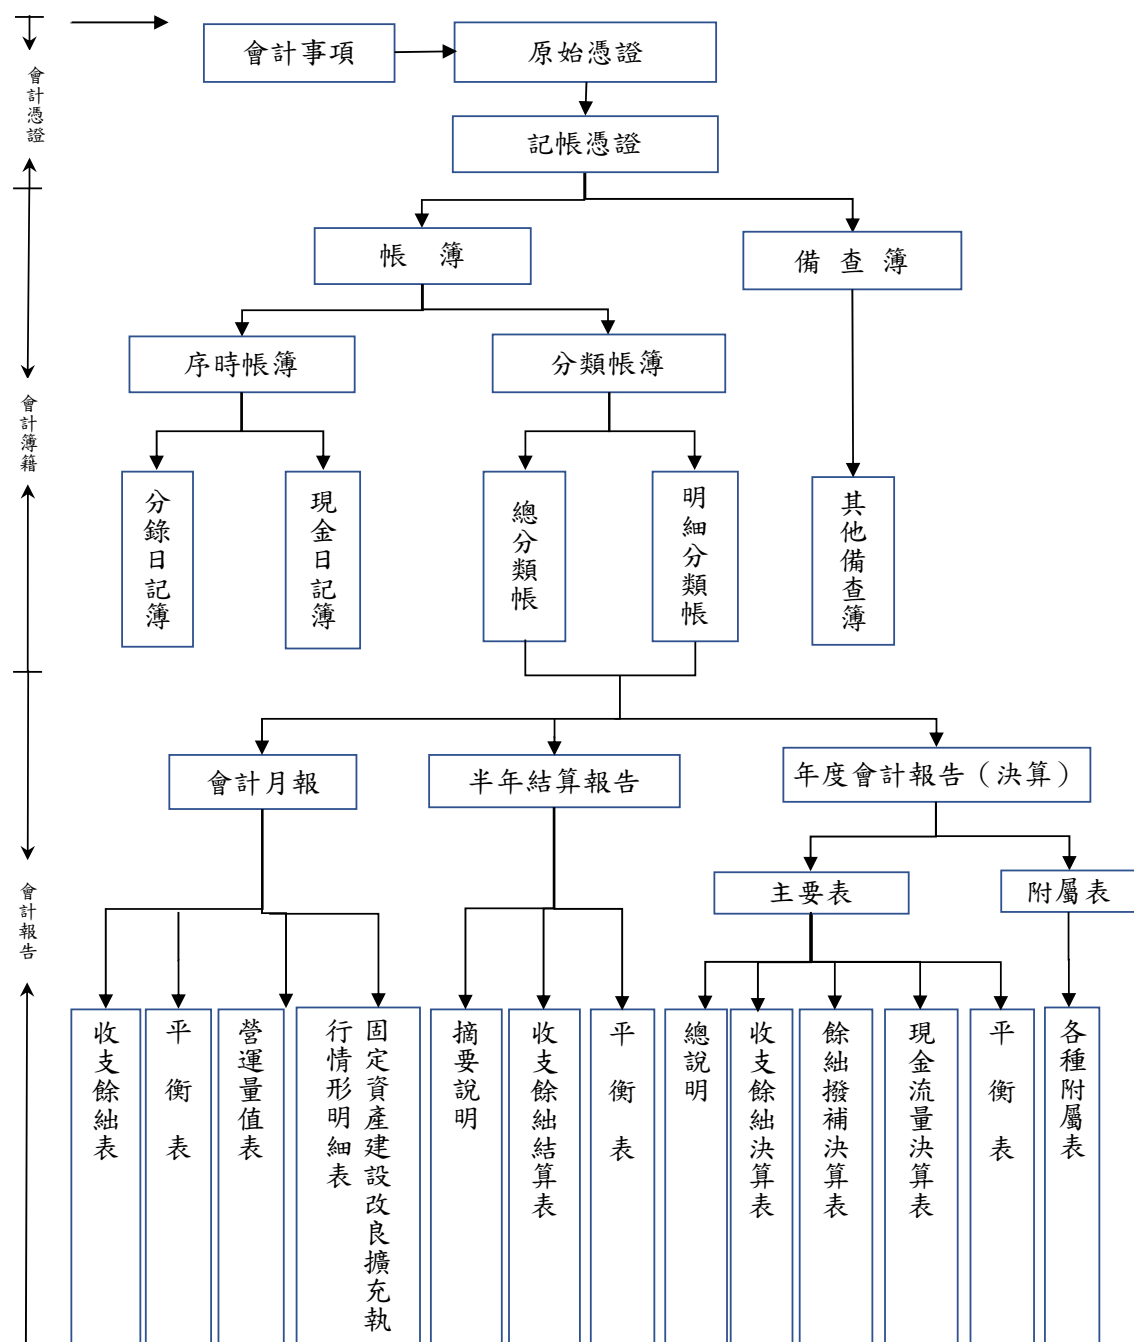 會計事項
原始憑證
會計憑證
記帳憑證
帳簿
備查簿
序時帳簿
分類帳簿
會計簿籍
分錄日記簿
現金日記簿
總分類帳
明細分類帳
其他備查簿
會計月報
半年結算報告
年度會計報告（決算）
會計報告
主要表
附屬表
收支餘絀表
平衡表
營運量值表
固定資產建設改良擴充執
行情形明細表
摘要說明
收支餘絀結算表
平衡表
總說明
收支餘絀決算表
餘絀撥補決算表
現金流量決算表
平衡表
各種附屬表